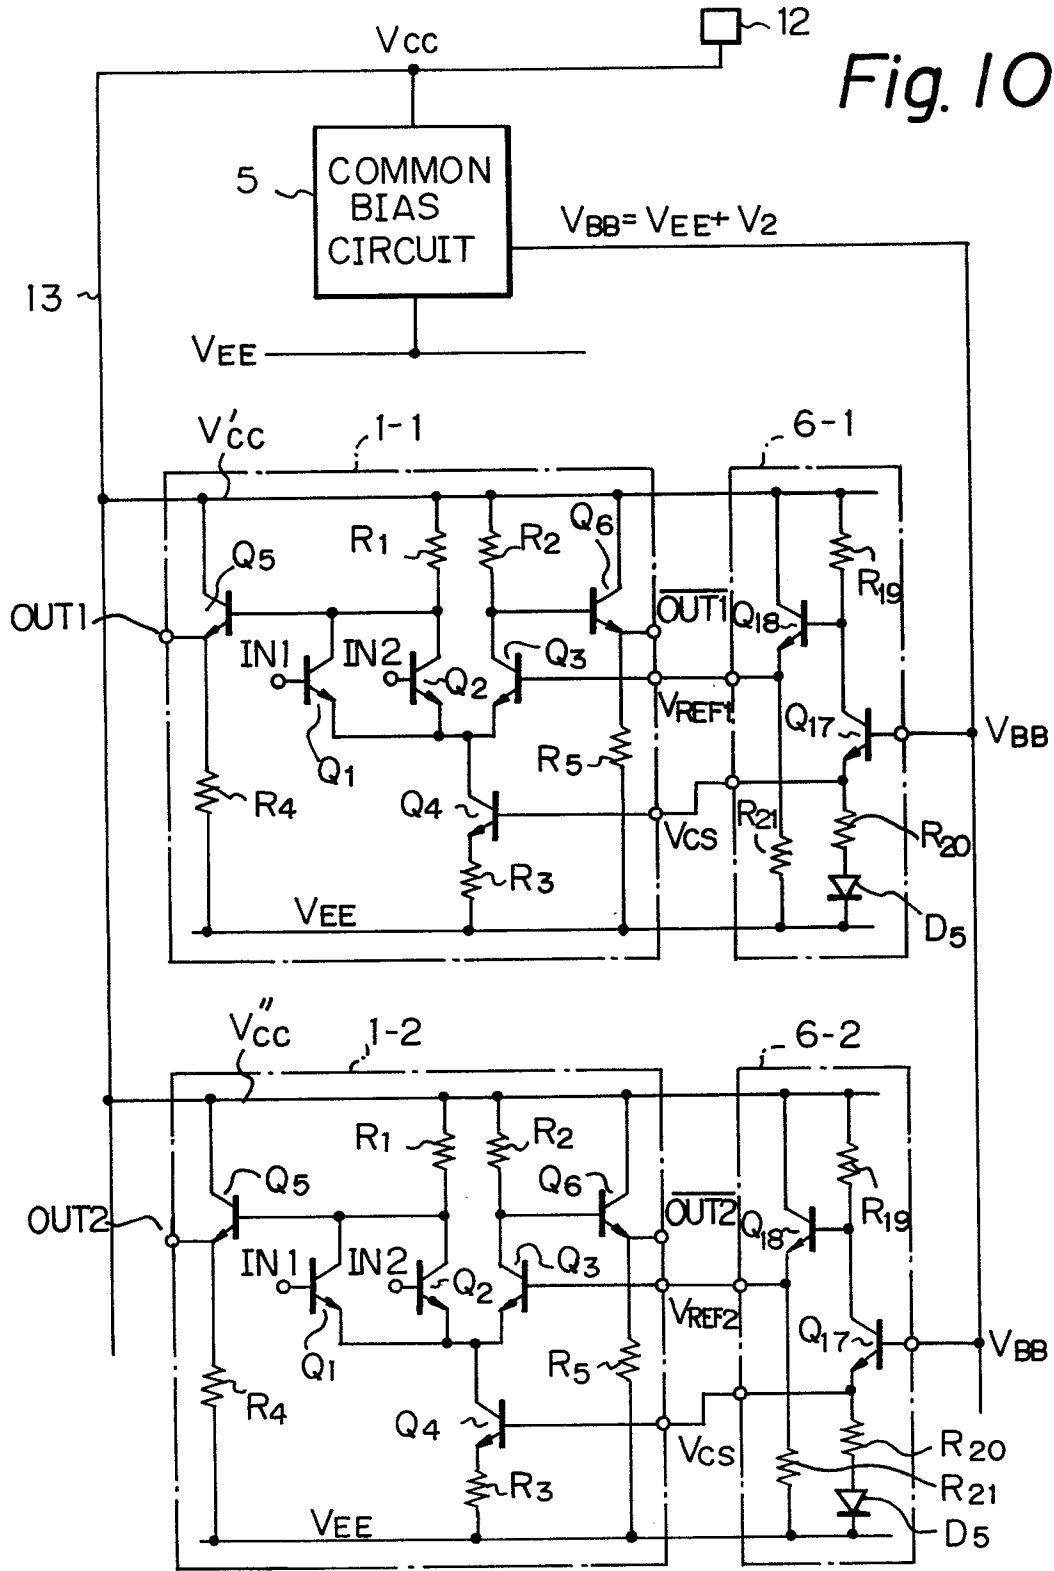 12
Vcc
Fig. 10
5
COMMON
BIAS
CIRCUIT
VBB=VEE+V2
13
VEE
V'CC
1-1
6-1
R1
R2
Q6
Q5
R19
OUT1
OUT1
Q18
IN1
IN2
Q3
Q2
VREF1
Q17
VBB
Q1
R5
R4
Q4
VCS
R21
R20
R3
VEE
D5
V"CC
1-2
6-2
R1
R2
Q5
Q6
R19
OUT2
OUT2
Q18
IN1
IN2
Q3
Q2
VREF2
Q17
VBB
Q1
R5
R4
Q4
VCS
R20
R3
R21
VEE
D5